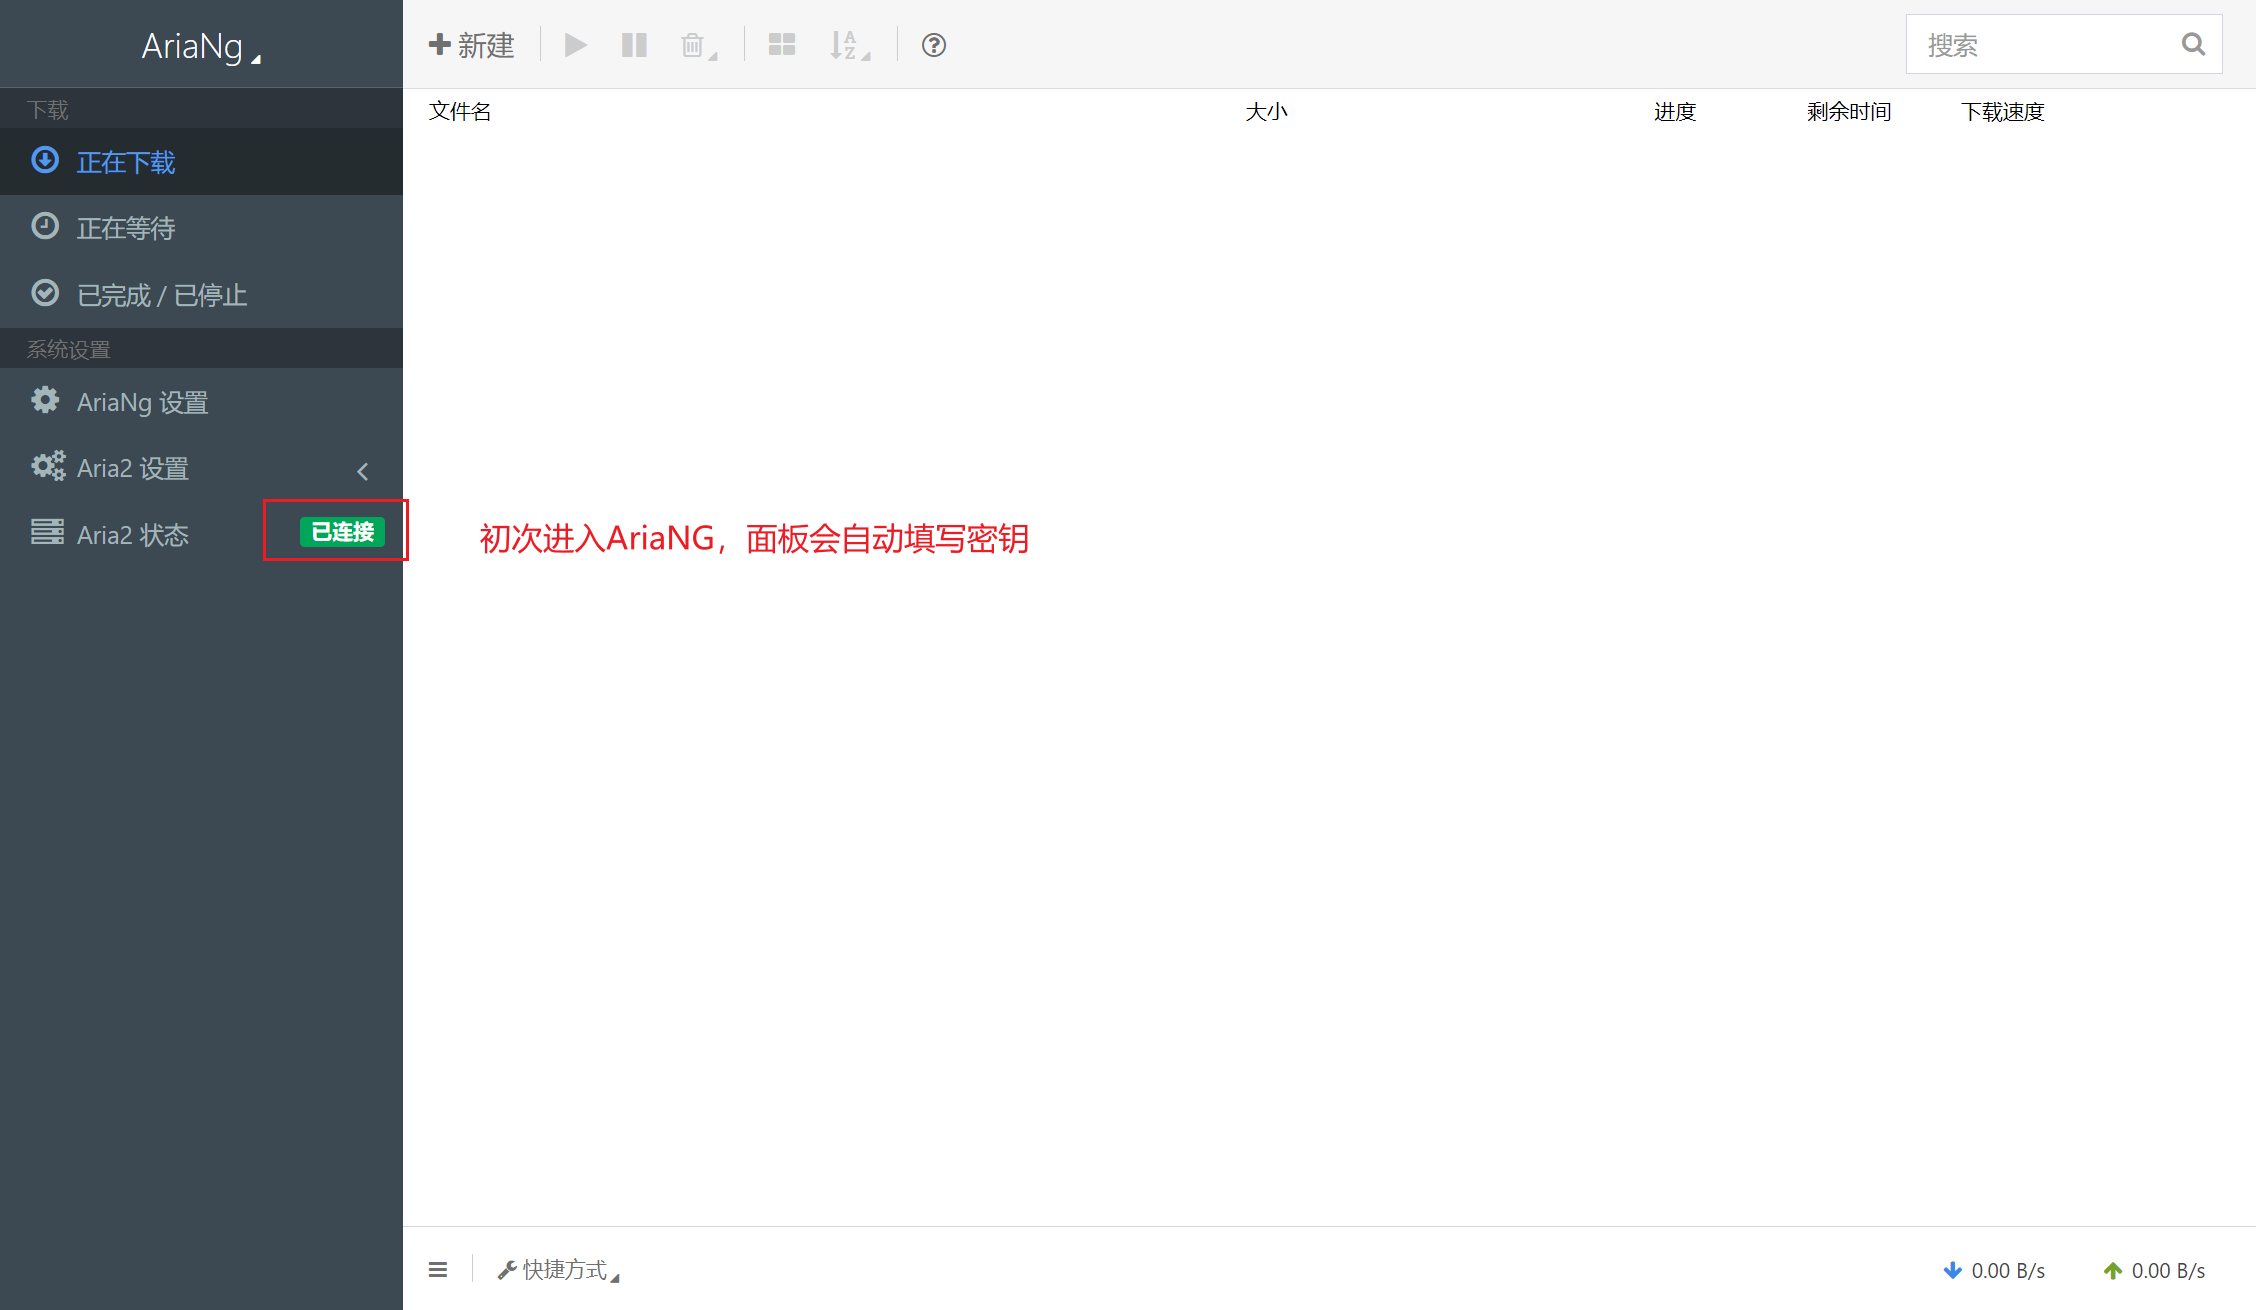 AriaNg
新建
搜索
下载
文件名 大小 进度 剩余时间 下载速度
正在下载
正在等待
已完成 / 已停止
系统设置
AriaNg 设置
Aria2 设置
Aria2 状态 已连接
初次进入AriaNG，面板会自动填写密钥
快捷方式 0.00 B/s 0.00 B/s